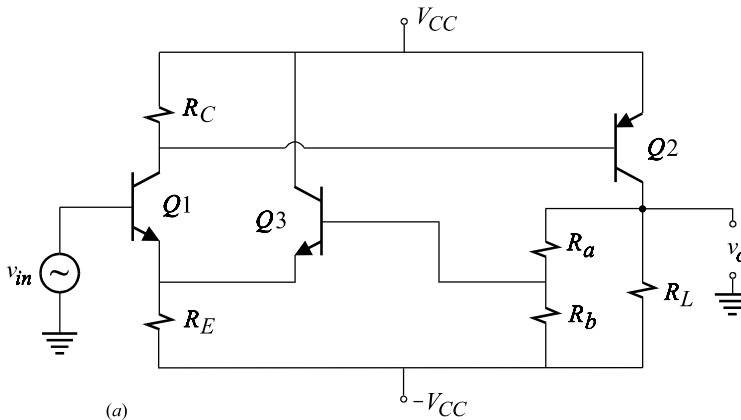 V_CC
R_C
Q2
Q1
Q3
v_in
R_a
v_o
R_E
R_b
R_L
–V_CC
(a)